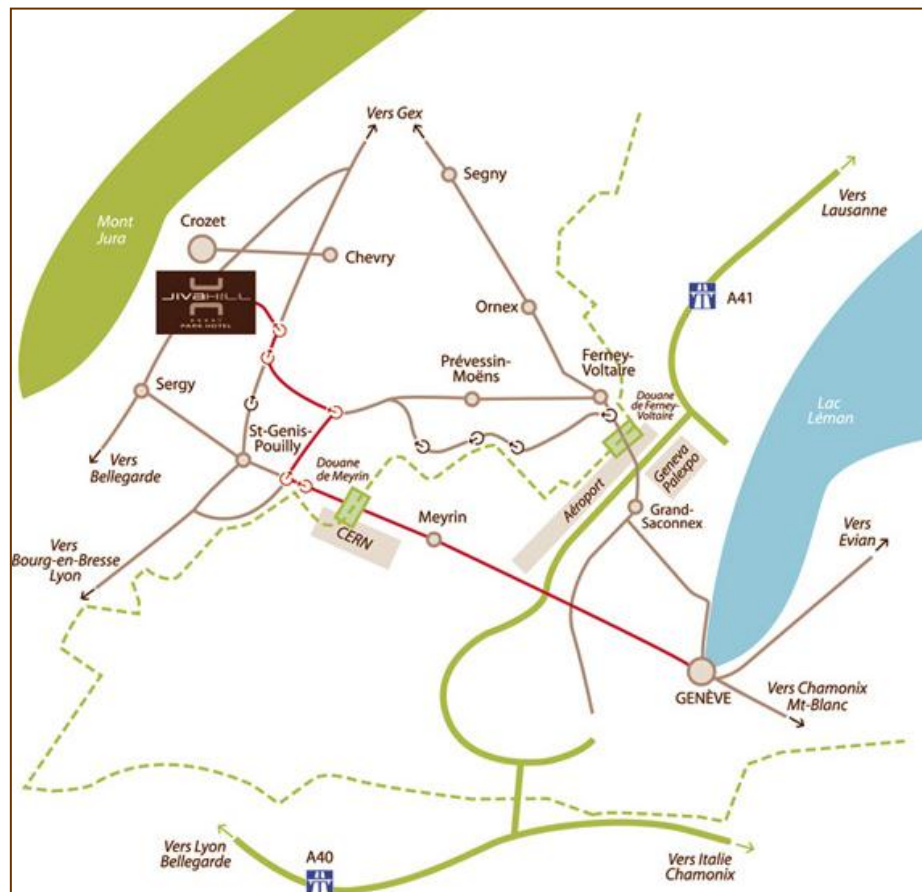 Vers Gex
Segny
Vers
Lausanne
Mont
Jura
Crozet
Chevry
JIVAHILL
PARK HOTEL
A41
Ornex
Prévessin-
Moëns
Ferney-
Voltaire
Sergy
Douane
de Ferney-
Voltaire
Lac
Léman
St-Genis-
Pouilly
Vers
Bellegarde
Douane
de Meyrin
Geneva
Palexpo
Aéroport
Meyrin
Grand-
Saconnex
CERN
Vers
Evian
Vers
Bourg-en-Bresse
Lyon
GENÈVE
Vers Chamonix
Mt-Blanc
Vers Lyon
Bellegarde
A40
Vers Italie
Chamonix